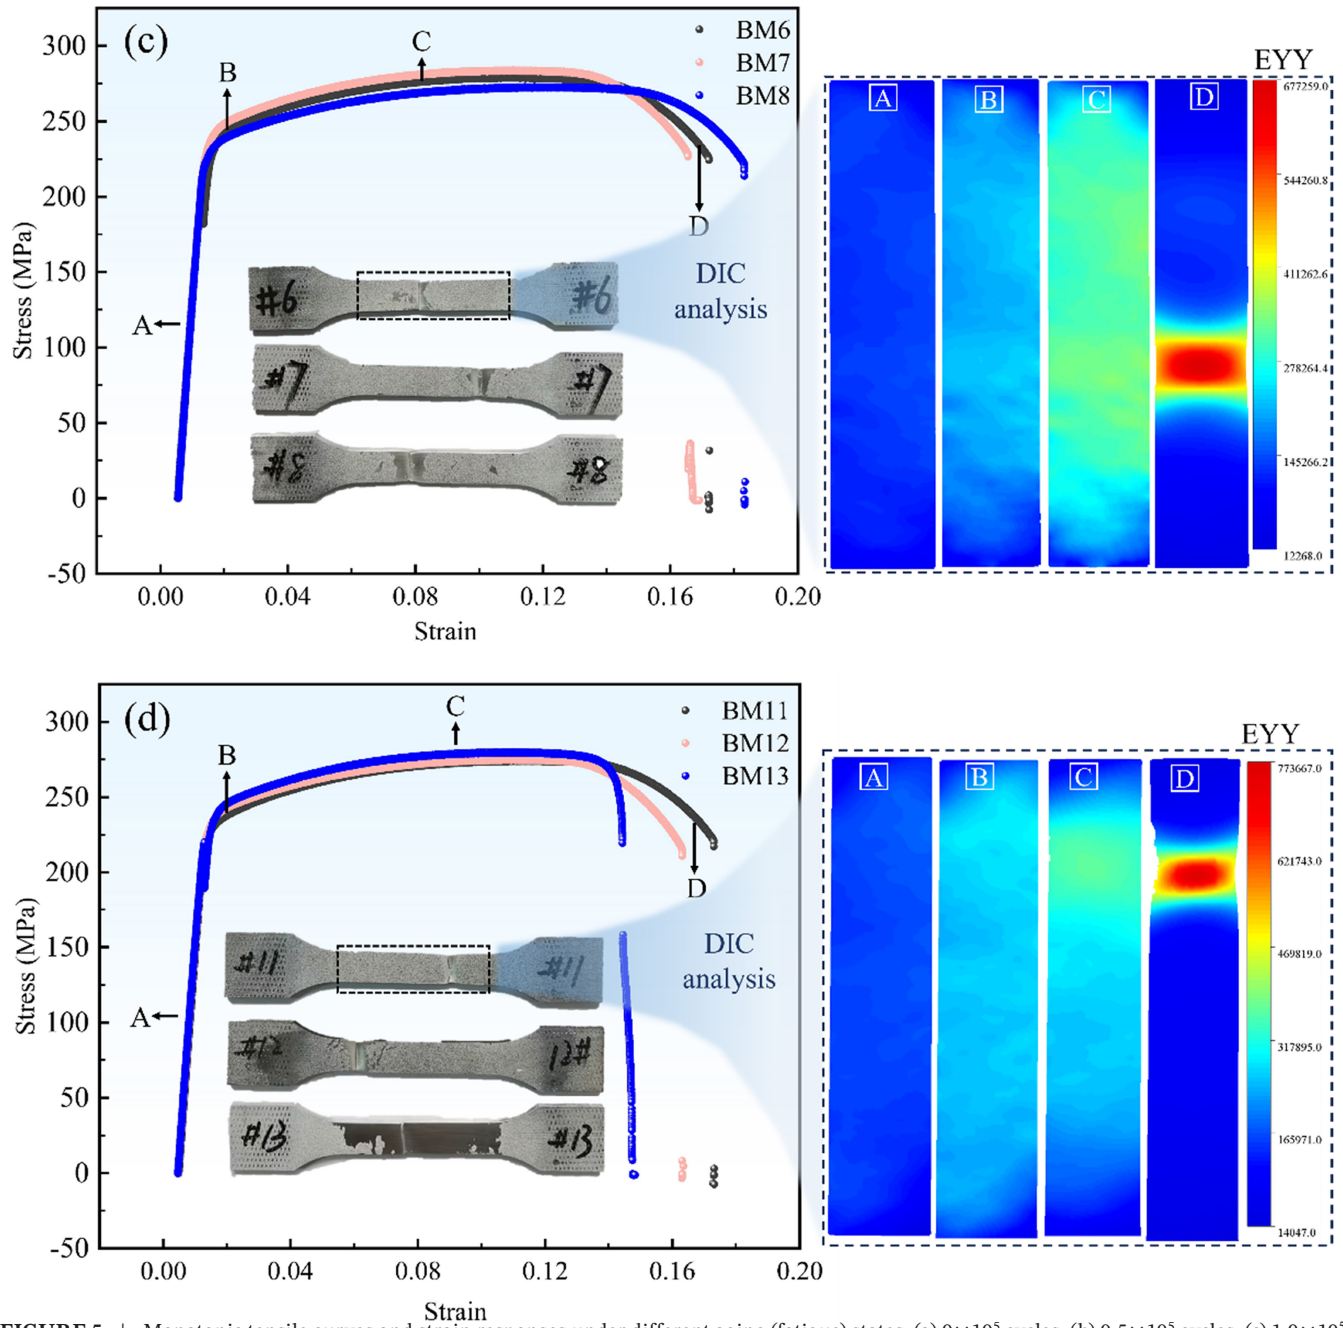 (c)
BM6
BM7
BM8
300
250
200
150
100
50
0
-50
Stress (MPa)
0.00 0.04 0.08 0.12 0.16 0.20
Strain
A
B
C
D
#6 #6
#7 #7
#8 #8
DIC
analysis
EYY
A B C D
677259.0
544260.8
411262.6
278264.4
145266.2
12268.0
(d)
BM11
BM12
BM13
300
250
200
150
100
50
0
-50
Stress (MPa)
0.00 0.04 0.08 0.12 0.16 0.20
Strain
A
B
C
D
#11 #11
#12 12#
#13 #13
DIC
analysis
EYY
A B C D
773667.0
621743.0
469819.0
317895.0
165971.0
14047.0